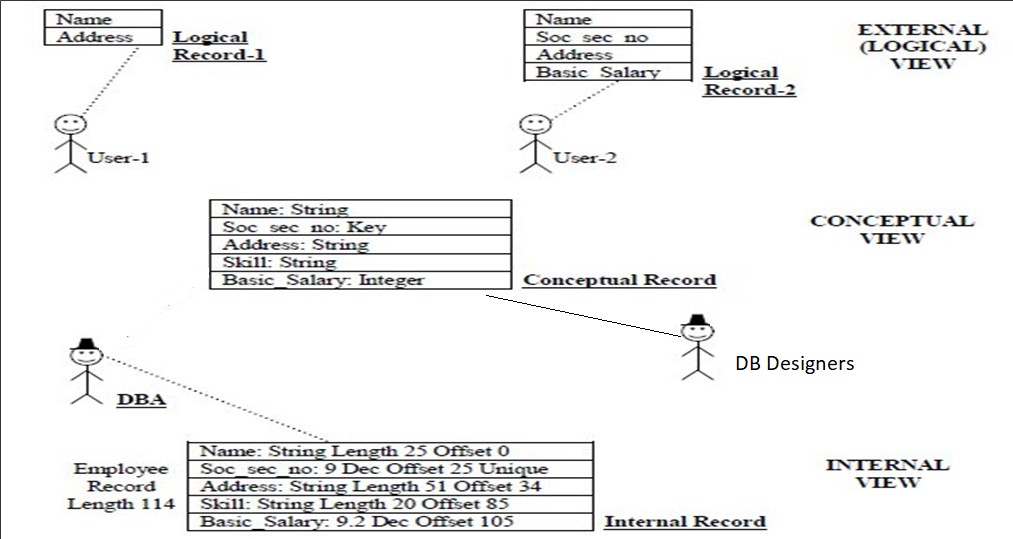 Name
Address
Logical
Record-1
User-1
Name
Soc_sec_no
Address
Basic_Salary
Logical
Record-2
User-2
EXTERNAL
(LOGICAL)
VIEW
Name: String
Soc_sec_no: Key
Address: String
Skill: String
Basic_Salary: Integer
Conceptual Record
CONCEPTUAL
VIEW
DB Designers
DBA
Employee
Record
Length 114
Name: String Length 25 Offset 0
Soc_sec_no: 9 Dec Offset 25 Unique
Address: String Length 51 Offset 34
Skill: String Length 20 Offset 85
Basic_Salary: 9.2 Dec Offset 105
Internal Record
INTERNAL
VIEW